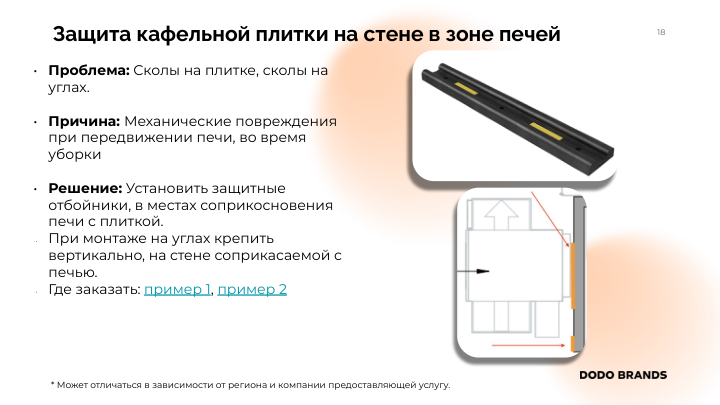 Защита кафельной плитки на стене в зоне печей
18
• Проблема: Сколы на плитке, сколы на
углах.
• Причина: Механические повреждения
при передвижении печи, во время
уборки
• Решение: Установить защитные
отбойники, в местах соприкосновения
печи с плиткой.
При монтаже на углах крепить
вертикально, на стене соприкасаемой с
печью.
Где заказать: пример 1, пример 2
DODO BRANDS
* Может отличаться в зависимости от региона и компании предоставляющей услугу.